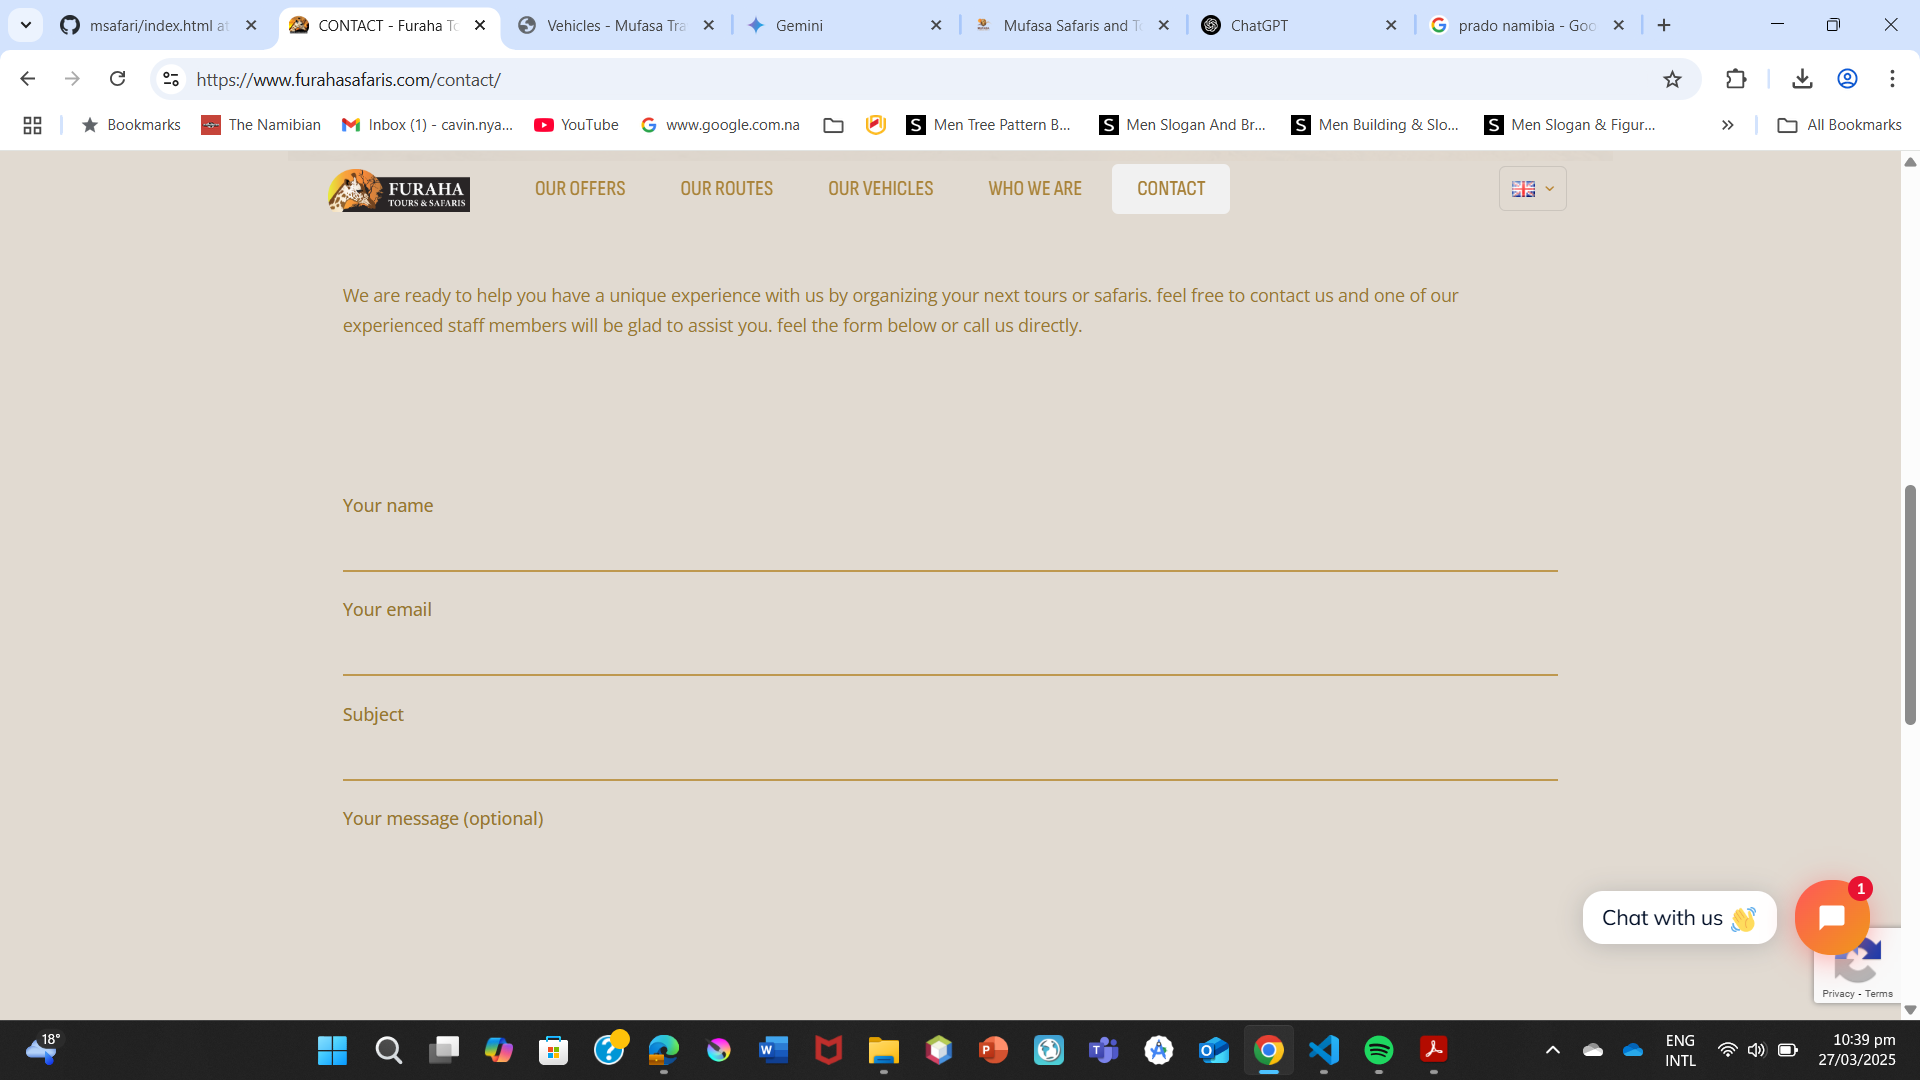 msafari/index.html at
CONTACT - Furaha To
Vehicles - Mufasa Tra
Gemini
Mufasa Safaris and To
ChatGPT
prado namibia - Goo
https://www.furahasafaris.com/contact/
Bookmarks
The Namibian
Inbox (1) - cavin.nya...
YouTube
www.google.com.na
S
Men Tree Pattern B...
S
Men Slogan And Br...
S
Men Building & Slo...
S
Men Slogan & Figur...
All Bookmarks
FURAHA
TOURS & SAFARIS
OUR OFFERS
OUR ROUTES
OUR VEHICLES
WHO WE ARE
CONTACT
We are ready to help you have a unique experience with us by organizing your next tours or safaris. feel free to contact us and one of our
experienced staff members will be glad to assist you. feel the form below or call us directly.
Your name
Your email
Subject
Your message (optional)
Chat with us 👋
1
Privacy - Terms
18°
ENG
INTL
10:39 pm
27/03/2025